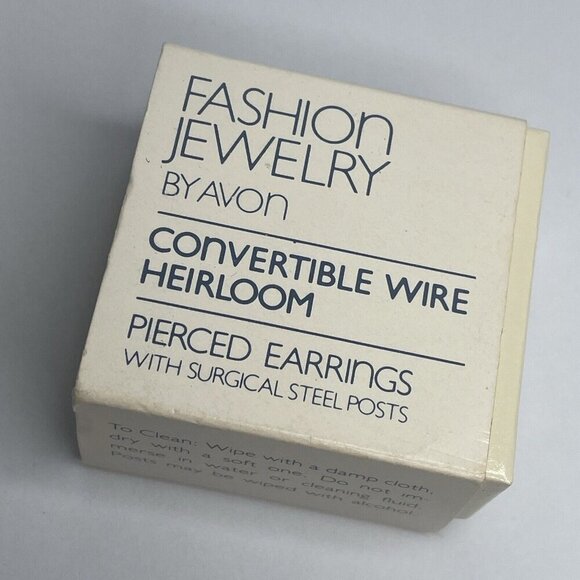 FASHION
JEWELRY
BY AVON
CONVERTIBLE WIRE
HEIRLOOM
PIERCED EARRINGS
WITH SURGICAL STEEL POSTS
To Clean: Wipe with a damp cloth,
dry with a soft one. Do not im-
merse in water or cleaning fluid.
Posts may be wiped with alcohol.